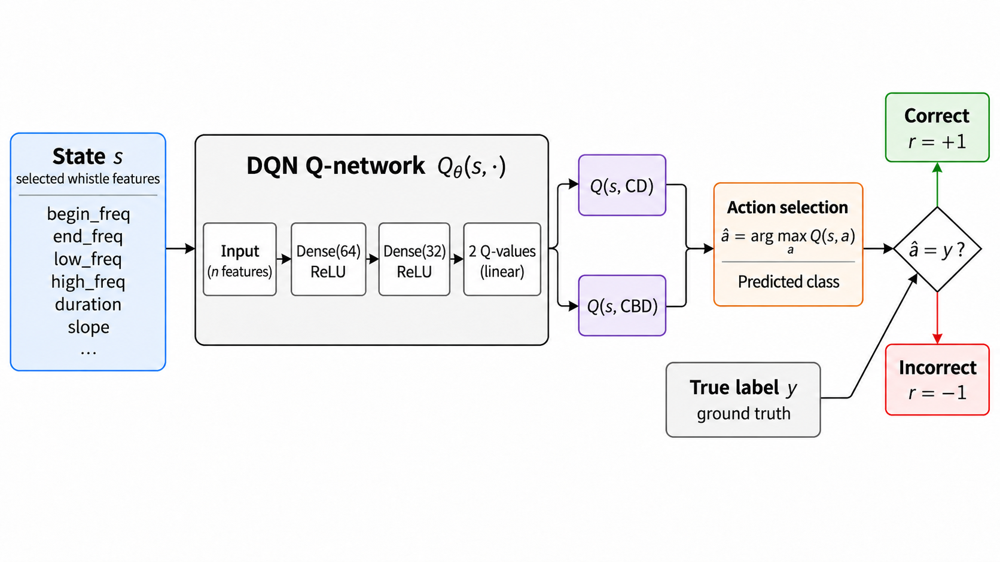 State s
selected whistle features
begin_freq
end_freq
low_freq
high_freq
duration
slope
...
DQN Q-network Qθ(s, ·)
Input
(n features)
Dense(64)
ReLU
Dense(32)
ReLU
2 Q-values
(linear)
Q(s, CD)
Q(s, CBD)
Action selection
â = arg max Q(s, a)
a
Predicted class
True label y
ground truth
â = y ?
Correct
r = +1
Incorrect
r = −1